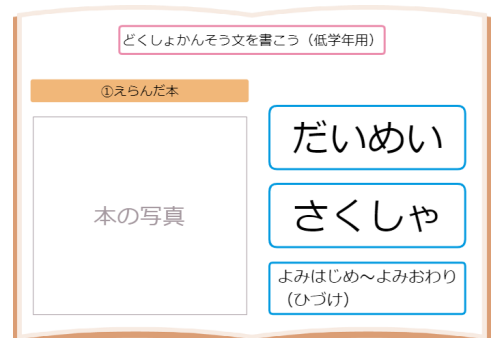 どくしょかんそう文を書こう（低学年用）
①えらんだ本
本の写真
だいめい
さくしゃ
よみはじめ～よみおわり
（ひづけ）